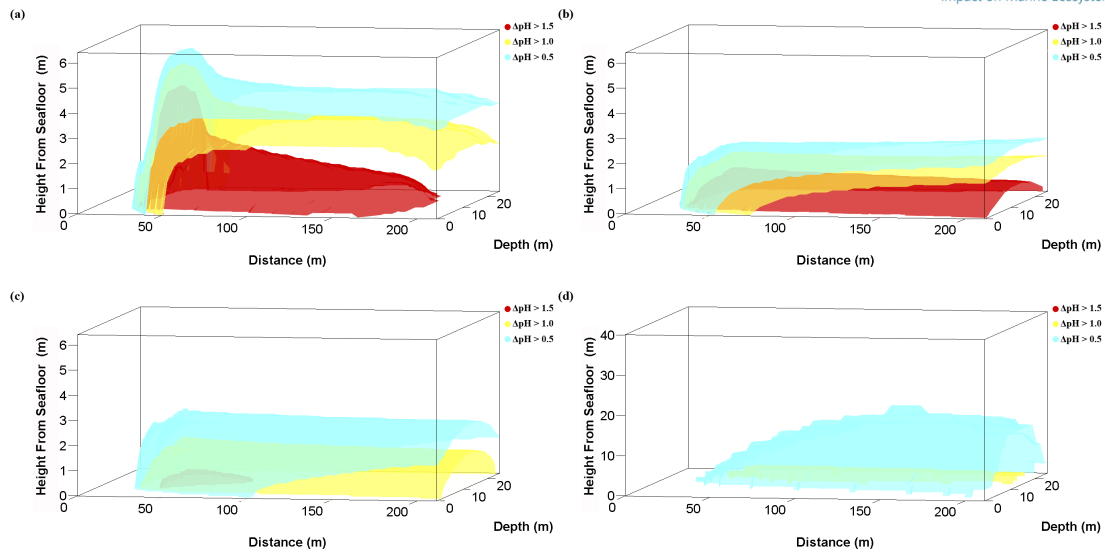 Impact on Marine Ecosystem
(a)
ΔpH > 1.5
ΔpH > 1.0
ΔpH > 0.5
Height From Seafloor (m)
6
5
4
3
2
1
0
0
50
100
150
200
0
10
20
Distance (m)
Depth (m)
(b)
ΔpH > 1.5
ΔpH > 1.0
ΔpH > 0.5
Height From Seafloor (m)
6
5
4
3
2
1
0
0
50
100
150
200
0
10
20
Distance (m)
Depth (m)
(c)
ΔpH > 1.5
ΔpH > 1.0
ΔpH > 0.5
Height From Seafloor (m)
6
5
4
3
2
1
0
0
50
100
150
200
0
10
20
Distance (m)
Depth (m)
(d)
ΔpH > 1.5
ΔpH > 1.0
ΔpH > 0.5
Height From Seafloor (m)
40
30
20
10
0
0
50
100
150
200
0
10
20
Distance (m)
Depth (m)